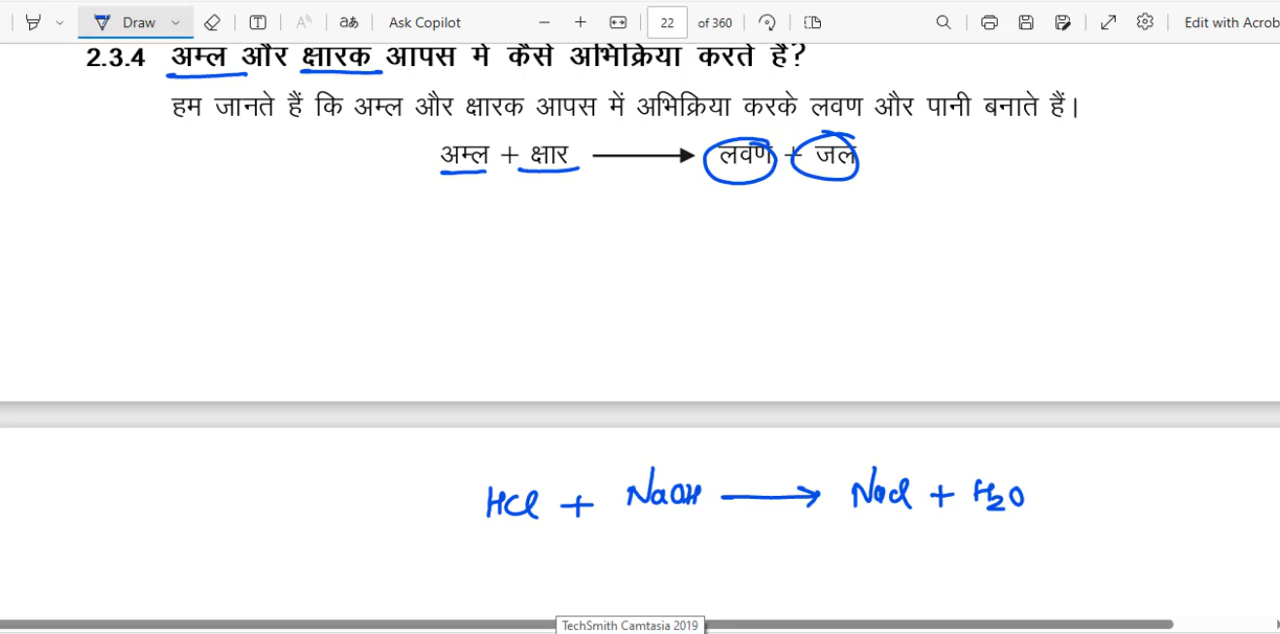 Draw Ask Copilot 22 of 360 Edit with Acrob
2.3.4 अम्ल और क्षारक आपस में कैसे अभिक्रिया करते हैं?
हम जानते हैं कि अम्ल और क्षारक आपस में अभिक्रिया करके लवण और पानी बनाते हैं।
अम्ल + क्षार ⟶ लवण + जल
HCl + NaOH ⟶ NaCl + H₂O
TechSmith Camtasia 2019